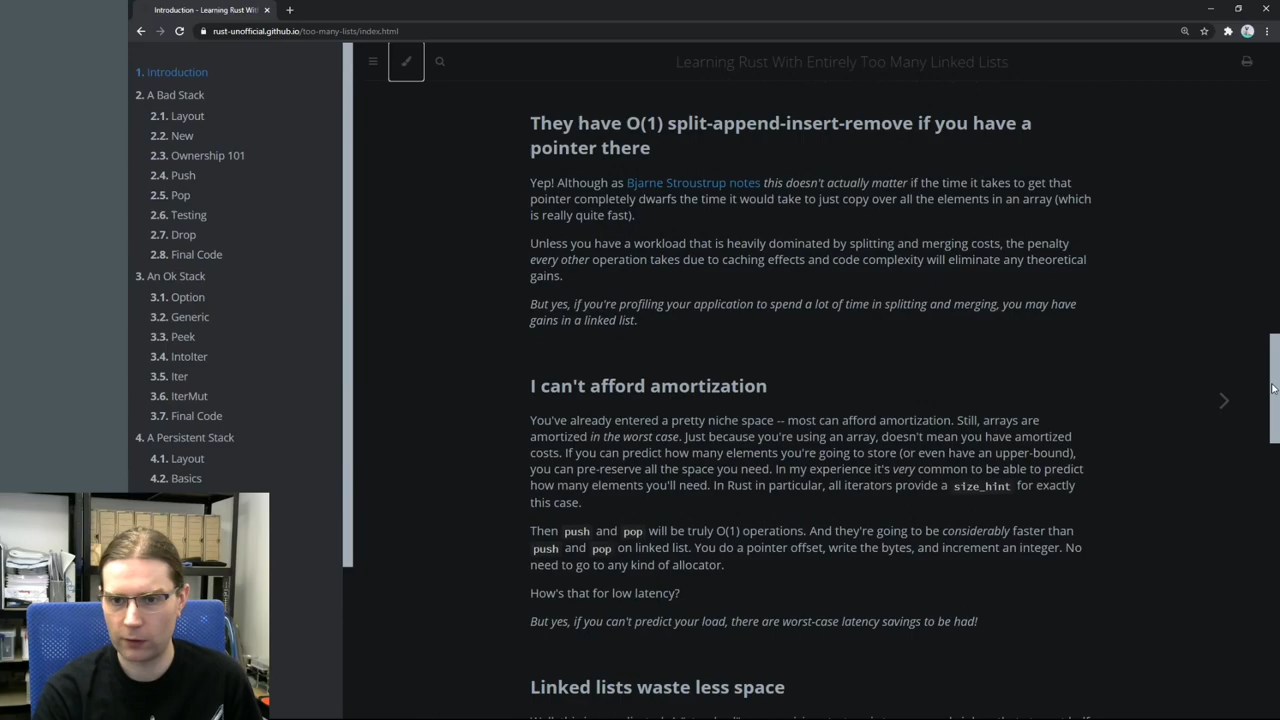 Introduction - Learning Rust Wit
rust-unofficial.github.io/too-many-lists/index.html
1. Introduction
2. A Bad Stack
2.1. Layout
2.2. New
2.3. Ownership 101
2.4. Push
2.5. Pop
2.6. Testing
2.7. Drop
2.8. Final Code
3. An Ok Stack
3.1. Option
3.2. Generic
3.3. Peek
3.4. IntoIter
3.5. Iter
3.6. IterMut
3.7. Final Code
4. A Persistent Stack
4.1. Layout
4.2. Basics
Learning Rust With Entirely Too Many Linked Lists
They have O(1) split-append-insert-remove if you have a
pointer there
Yep! Although as Bjarne Stroustrup notes this doesn't actually matter if the time it takes to get that
pointer completely dwarfs the time it would take to just copy over all the elements in an array (which
is really quite fast).
Unless you have a workload that is heavily dominated by splitting and merging costs, the penalty
every other operation takes due to caching effects and code complexity will eliminate any theoretical
gains.
But yes, if you're profiling your application to spend a lot of time in splitting and merging, you may have
gains in a linked list.
I can't afford amortization
You've already entered a pretty niche space -- most can afford amortization. Still, arrays are
amortized in the worst case. Just because you're using an array, doesn't mean you have amortized
costs. If you can predict how many elements you're going to store (or even have an upper-bound),
you can pre-reserve all the space you need. In my experience it's very common to be able to predict
how many elements you'll need. In Rust in particular, all iterators provide a size_hint for exactly
this case.
Then push and pop will be truly O(1) operations. And they're going to be considerably faster than
push and pop on linked list. You do a pointer offset, write the bytes, and increment an integer. No
need to go to any kind of allocator.
How's that for low latency?
But yes, if you can't predict your load, there are worst-case latency savings to be had!
Linked lists waste less space